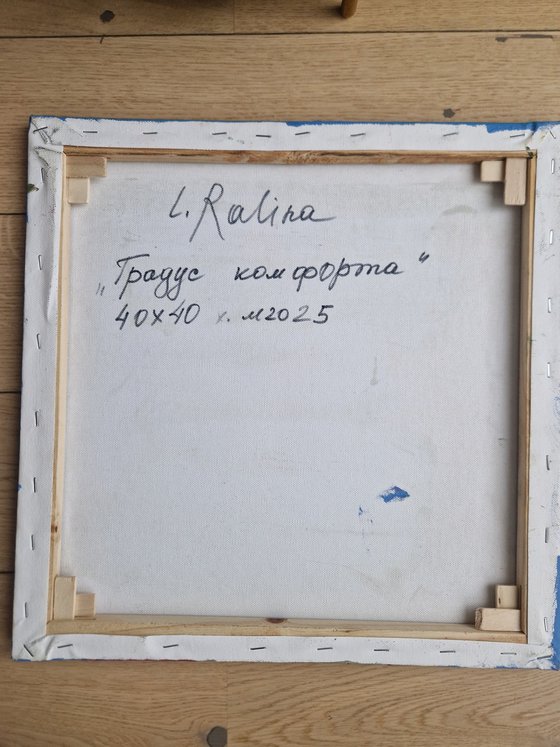 L. Ralina
„Градус комфорта“
40x40 х. м 2025